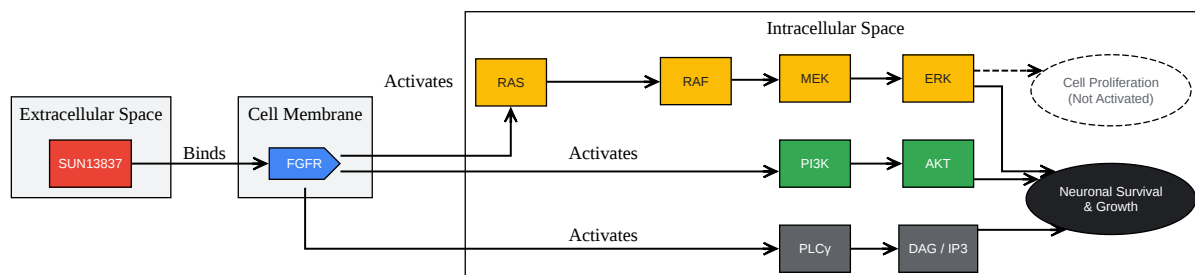 Intracellular Space
Activates
RAS
RAF
MEK
ERK
Cell Proliferation
(Not Activated)
Extracellular Space
SUN13837
Binds
Cell Membrane
FGFR
Activates
PI3K
AKT
Neuronal Survival
& Growth
Activates
PLCγ
DAG / IP3